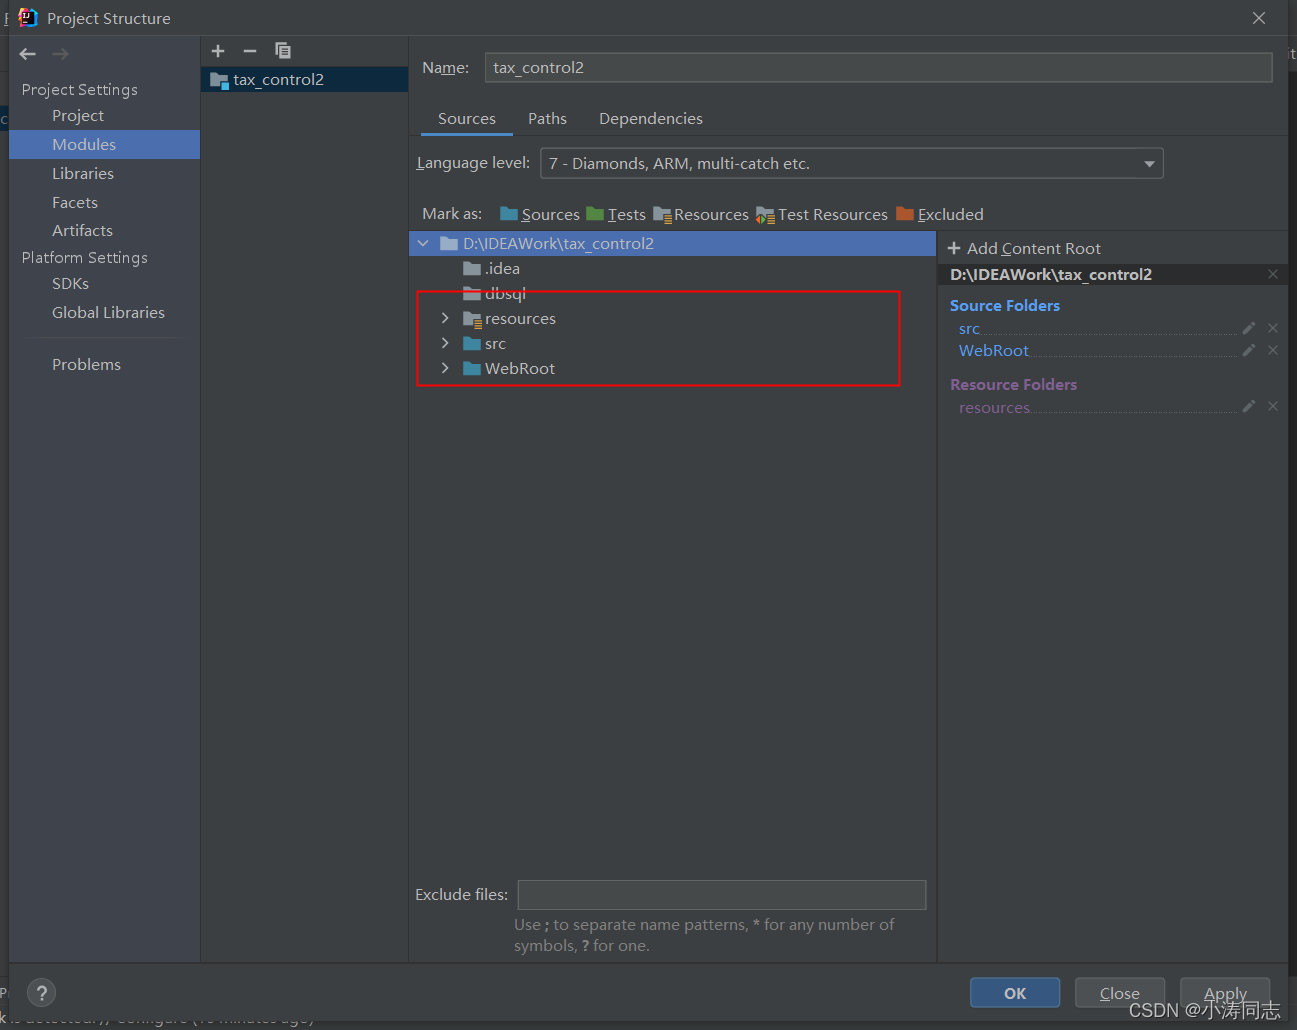 Project Structure
Project Settings
Project
Modules
Libraries
Facets
Artifacts
Platform Settings
SDKs
Global Libraries
Problems
tax_control2
Name: tax_control2
Sources Paths Dependencies
Language level: 7 - Diamonds, ARM, multi-catch etc.
Mark as: Sources Tests Resources Test Resources Excluded
D:\IDEAWork\tax_control2
.idea
dbsql
resources
src
WebRoot
Add Content Root
D:\IDEAWork\tax_control2
Source Folders
src
WebRoot
Resource Folders
resources
Exclude files:
Use ; to separate name patterns, * for any number of
symbols, ? for one.
?
OK Close Apply
CSDN @小涛同志